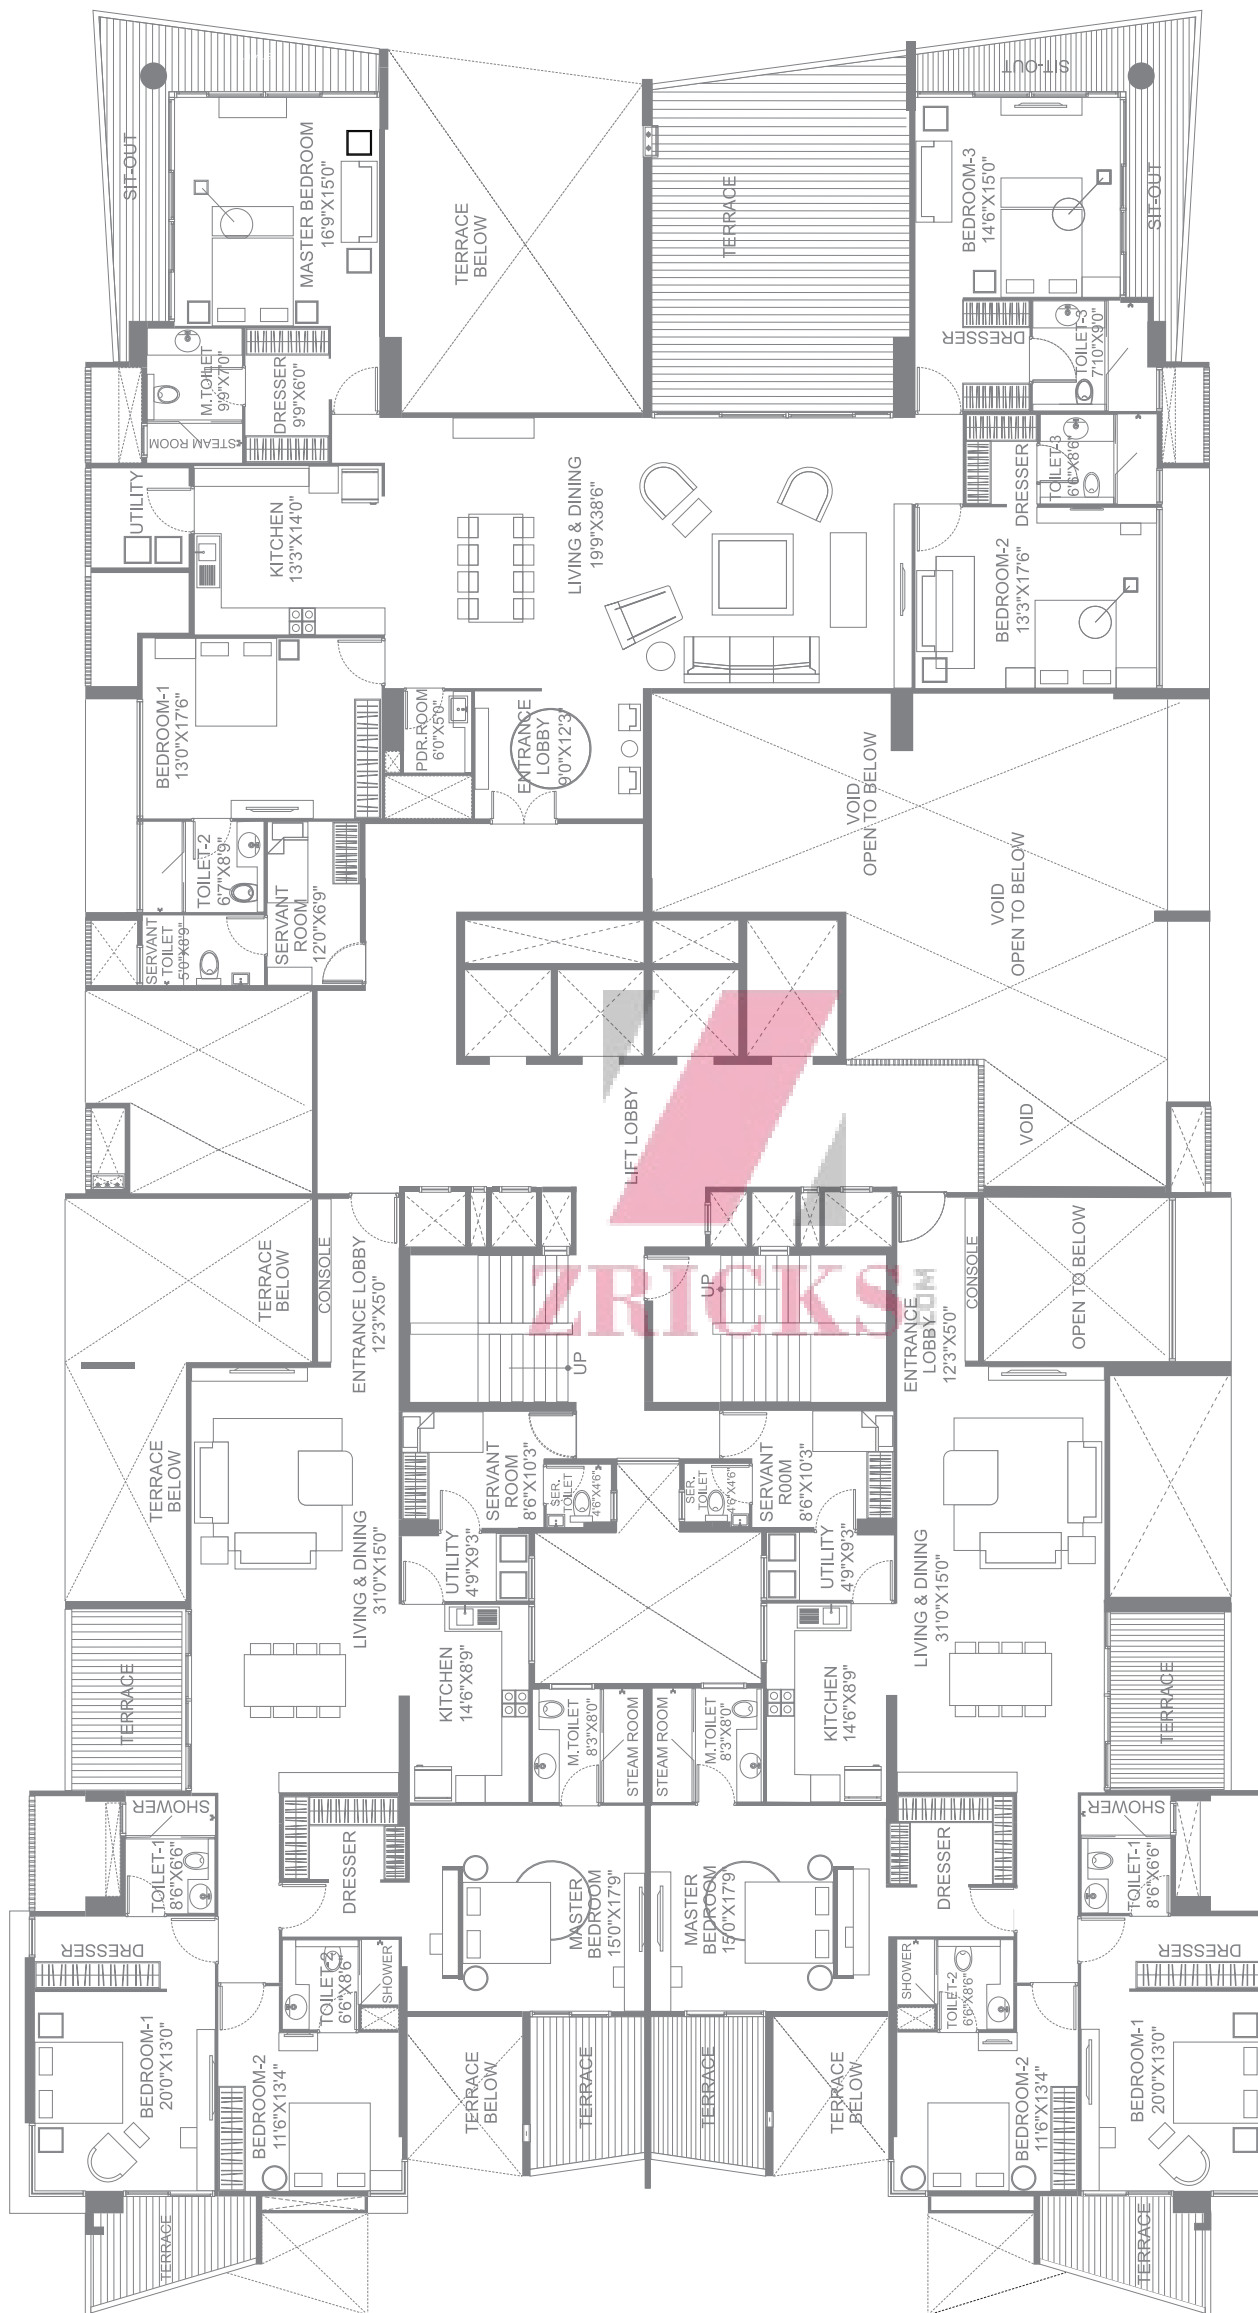 SIT-OUT
SIT-OUT
MASTER BEDROOM
16'9"X15'0"
TERRACE
BELOW
TERRACE
SIT-OUT
SIT-OUT
BEDROOM-3
14'6"X15'0"
M.TOILET
9'9"X7'0"
DRESSER
9'9"X6'0"
STEAM ROOM
DRESSER
TOILET-3
7'10"X9'0"
UTILITY
KITCHEN
13'3"X14'0"
LIVING & DINING
19'9"X38'6"
DRESSER
TOILET-3
6'6"X8'6"
BEDROOM-2
13'3"X17'6"
BEDROOM-1
13'0"X17'6"
PDR.ROOM
6'0"X5'0"
ENTRANCE
LOBBY
9'0"X12'3"
VOID
OPEN TO BELOW
VOID
OPEN TO BELOW
TOILET-2
6'7"X8'9"
SERVANT
TOILET
5'0"X8'9"
SERVANT
ROOM
12'0"X6'9"
LIFT LOBBY
VOID
TERRACE
BELOW
CONSOLE
ENTRANCE LOBBY
12'3"X5'0"
UP
UP
ZRICKS
.COM
ENTRANCE
LOBBY
12'3"X5'0"
CONSOLE
OPEN TO BELOW
TERRACE
BELOW
LIVING & DINING
31'0"X15'0"
SERVANT
ROOM
8'6"X10'3"
SER.
TOILET
4'6"X4'6"
SER.
TOILET
4'6"X4'6"
SERVANT
R00M
8'6"X10'3"
UTILITY
4'9"X9'3"
UTILITY
4'9"X9'3"
LIVING & DINING
31'0"X15'0"
TERRACE
KITCHEN
14'6"X8'9"
M.TOILET
8'3"X8'0"
STEAM ROOM
STEAM ROOM
M.TOILET
8'3"X8'0"
KITCHEN
14'6"X8'9"
TERRACE
SHOWER
TOILET-1
8'6"X6'6"
DRESSER
MASTER
BEDROOM
15'0"X17'9"
MASTER
BEDROOM
15'0"X17'9"
DRESSER
SHOWER
TOILET-1
8'6"X6'6"
DRESSER
TOILET-2
6'6"X8'6"
SHOWER
SHOWER
TOILET-2
6'6"X8'6"
DRESSER
BEDROOM-1
20'0"X13'0"
BEDROOM-2
11'6"X13'4"
TERRACE
BELOW
TERRACE
TERRACE
TERRACE
BELOW
BEDROOM-2
11'6"X13'4"
BEDROOM-1
20'0"X13'0"
TERRACE
TERRACE